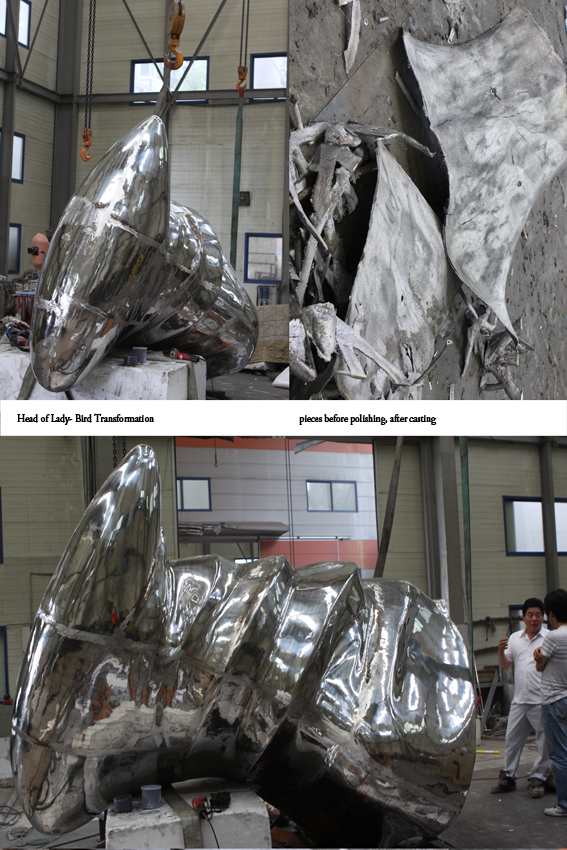 Head of Lady- Bird Transformation
pieces before polishing, after casting